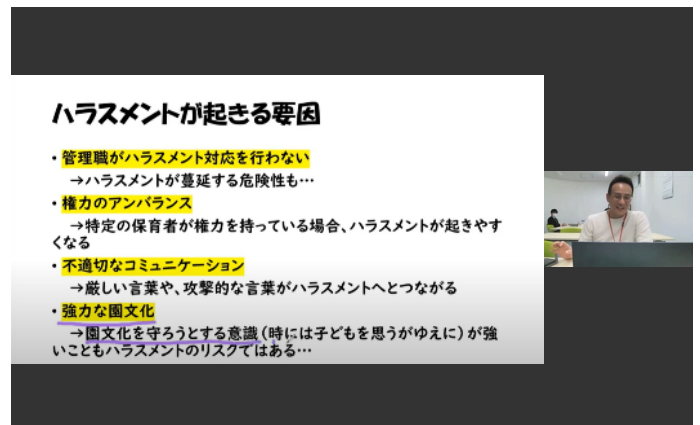 ハラスメントが起きる要因
・管理職がハラスメント対応を行わない
→ハラスメントが蔓延する危険性も…
・権力のアンバランス
→特定の保育者が権力を持っている場合、ハラスメントが起きやす
くなる
・不適切なコミュニケーション
→厳しい言葉や、攻撃的な言葉がハラスメントへとつながる
・強力な園文化
→園文化を守ろうとする意識(時には子どもを思うがゆえに)が強
いこともハラスメントのリスクではある…